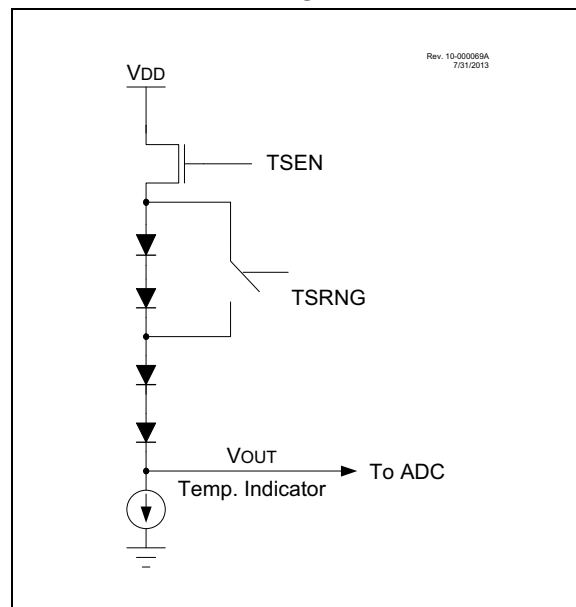 Rev. 10-000069A
7/31/2013
VDD
TSEN
TSRNG
VOUT
To ADC
Temp. Indicator